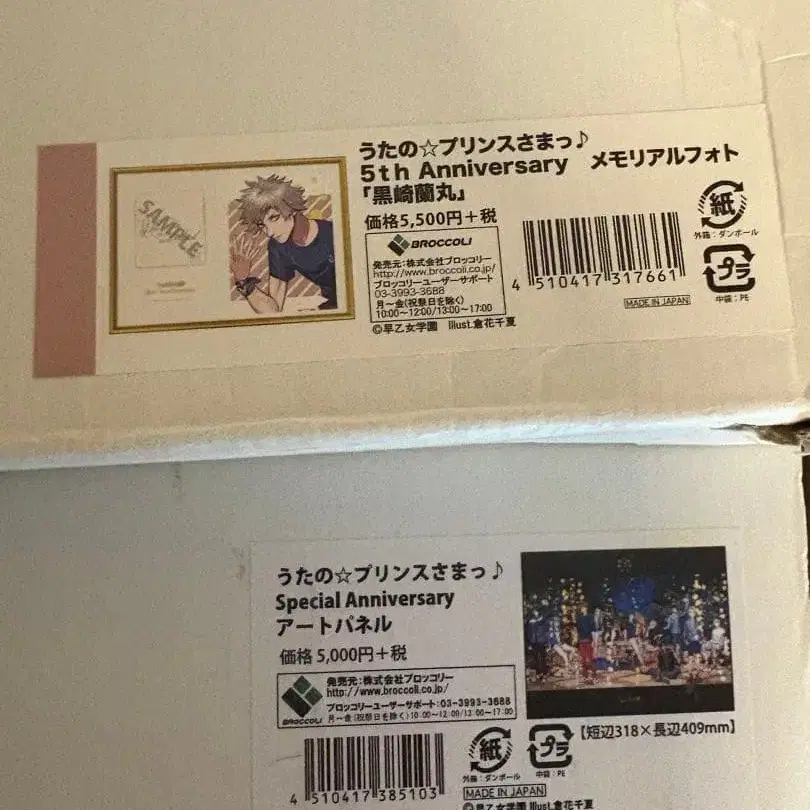 うたの☆プリンスさまっ♪
5th Anniversary メモリアルフォト
「黒崎蘭丸」
価格5,500円+税
SAMPLE
BROCCOLI
発売元:株式会社ブロッコリー
http://www.broccoli.co.jp/
ブロッコリーユーザーサポート
03-3993-3688
月~金(祝祭日を除く)
10:00~12:00/13:00~17:00
©早乙女学園 Illust.倉花千夏
4 510417 317661
MADE IN JAPAN
紙
外箱:ダンボール
プラ
中袋:PE
うたの☆プリンスさまっ♪
Special Anniversary
アートパネル
価格 5,000円+税
BROCCOLI
発売元:株式会社ブロッコリー
http://www.broccoli.co.jp/
ブロッコリーユーザーサポート:03-3993-3688
月~金(祝祭日を除く)10:00~12:00/13:00~17:00
4 510417 385103
紙
外箱:ダンボール
プラ
中袋:PE
【短辺318×長辺409mm】
MADE IN JAPAN
©早乙女学園